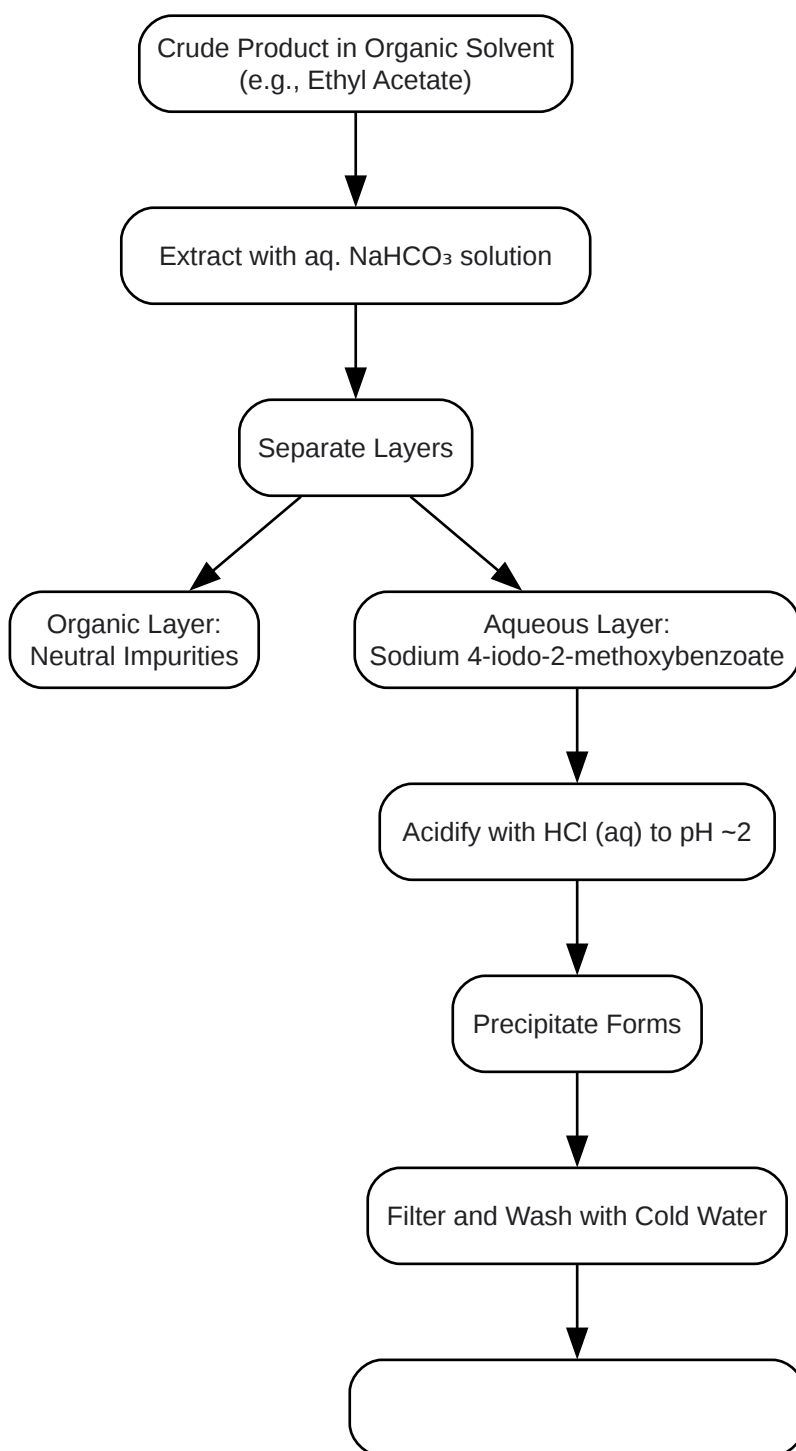 Crude Product in Organic Solvent
(e.g., Ethyl Acetate)
Extract with aq. NaHCO₃ solution
Separate Layers
Organic Layer:
Neutral Impurities
Aqueous Layer:
Sodium 4-iodo-2-methoxybenzoate
Acidify with HCl (aq) to pH ~2
Precipitate Forms
Filter and Wash with Cold Water